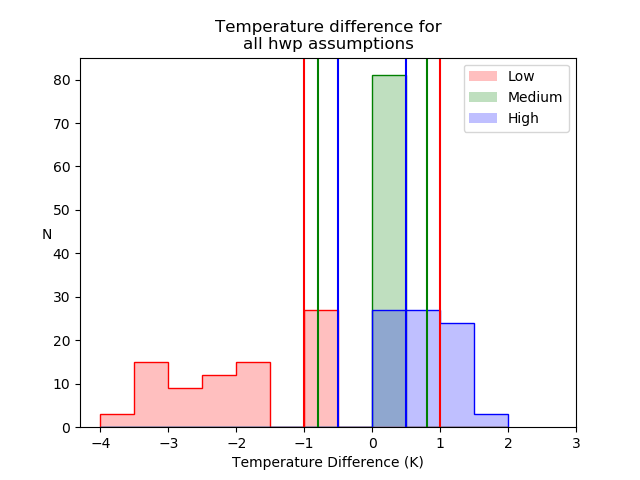 Temperature difference for
all hwp assumptions
Low
Medium
High
80
70
60
50
N
40
30
20
10
0
−4 −3 −2 −1 0 1 2 3
Temperature Difference (K)